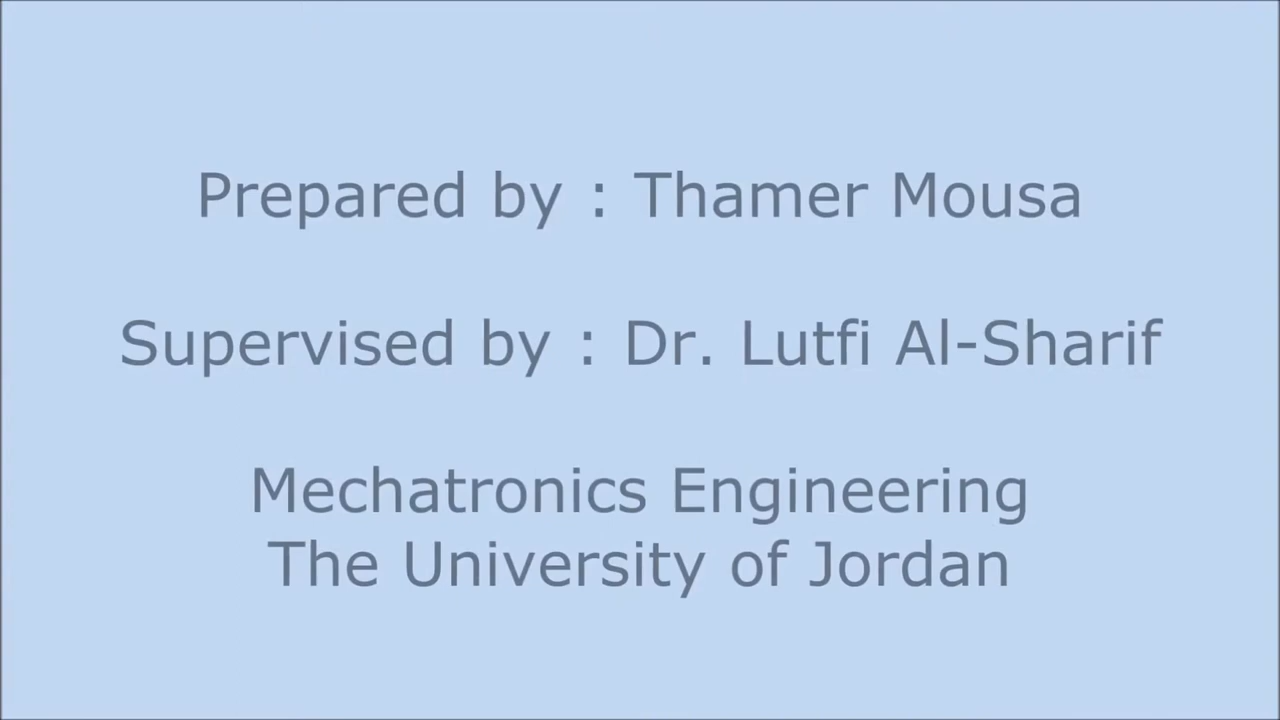 Prepared by : Thamer Mousa
Supervised by : Dr. Lutfi Al-Sharif
Mechatronics Engineering
The University of Jordan